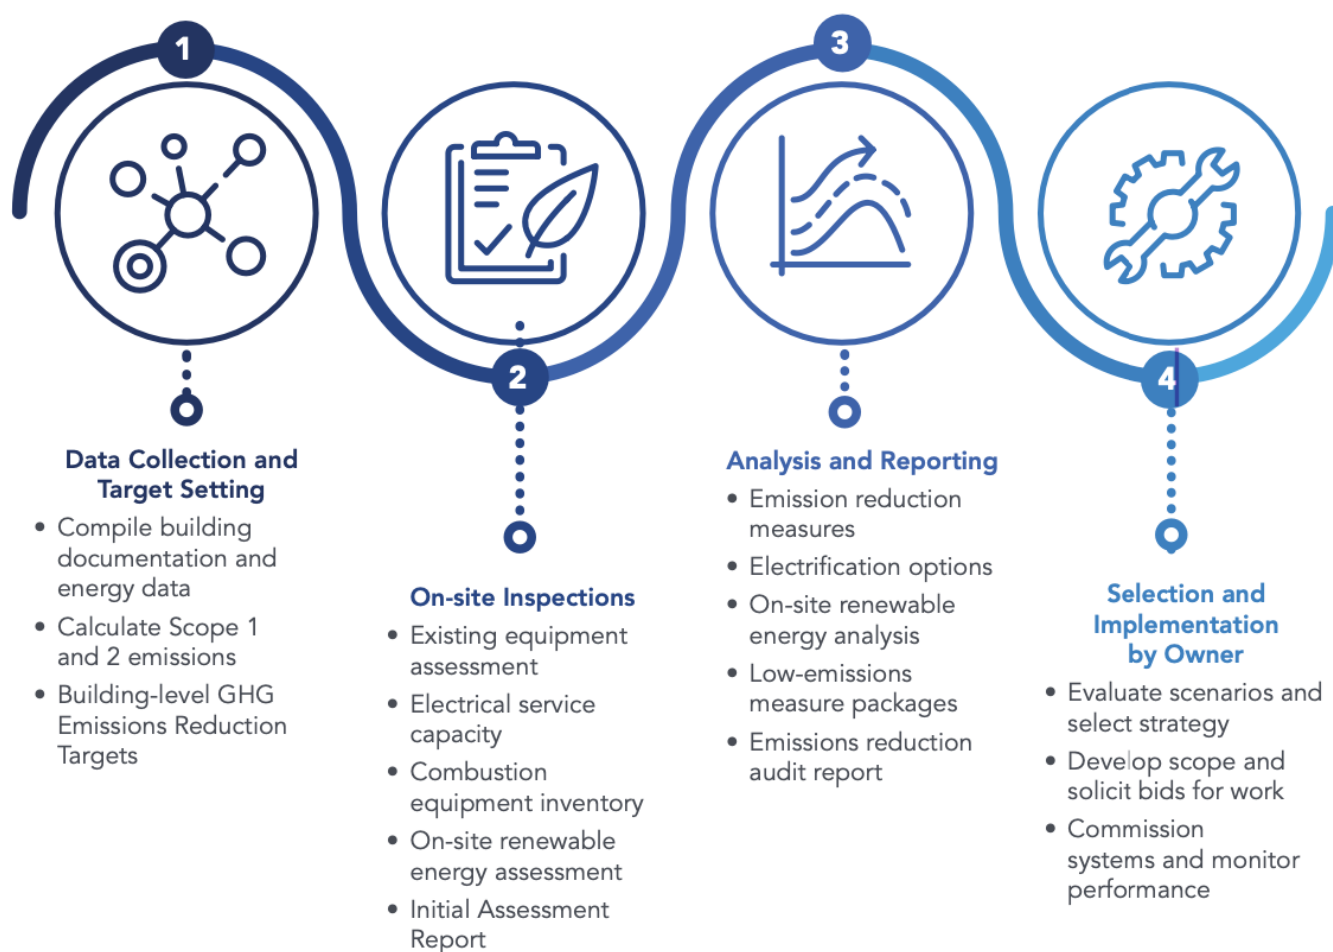 1
Data Collection and
Target Setting
• Compile building
documentation and
energy data
• Calculate Scope 1
and 2 emissions
• Building-level GHG
Emissions Reduction
Targets
2
On-site Inspections
• Existing equipment
assessment
• Electrical service
capacity
• Combustion
equipment inventory
• On-site renewable
energy assessment
• Initial Assessment
Report
3
Analysis and Reporting
• Emission reduction
measures
• Electrification options
• On-site renewable
energy analysis
• Low-emissions
measure packages
• Emissions reduction
audit report
4
Selection and
Implementation
by Owner
• Evaluate scenarios and
select strategy
• Develop scope and
solicit bids for work
• Commission
systems and monitor
performance